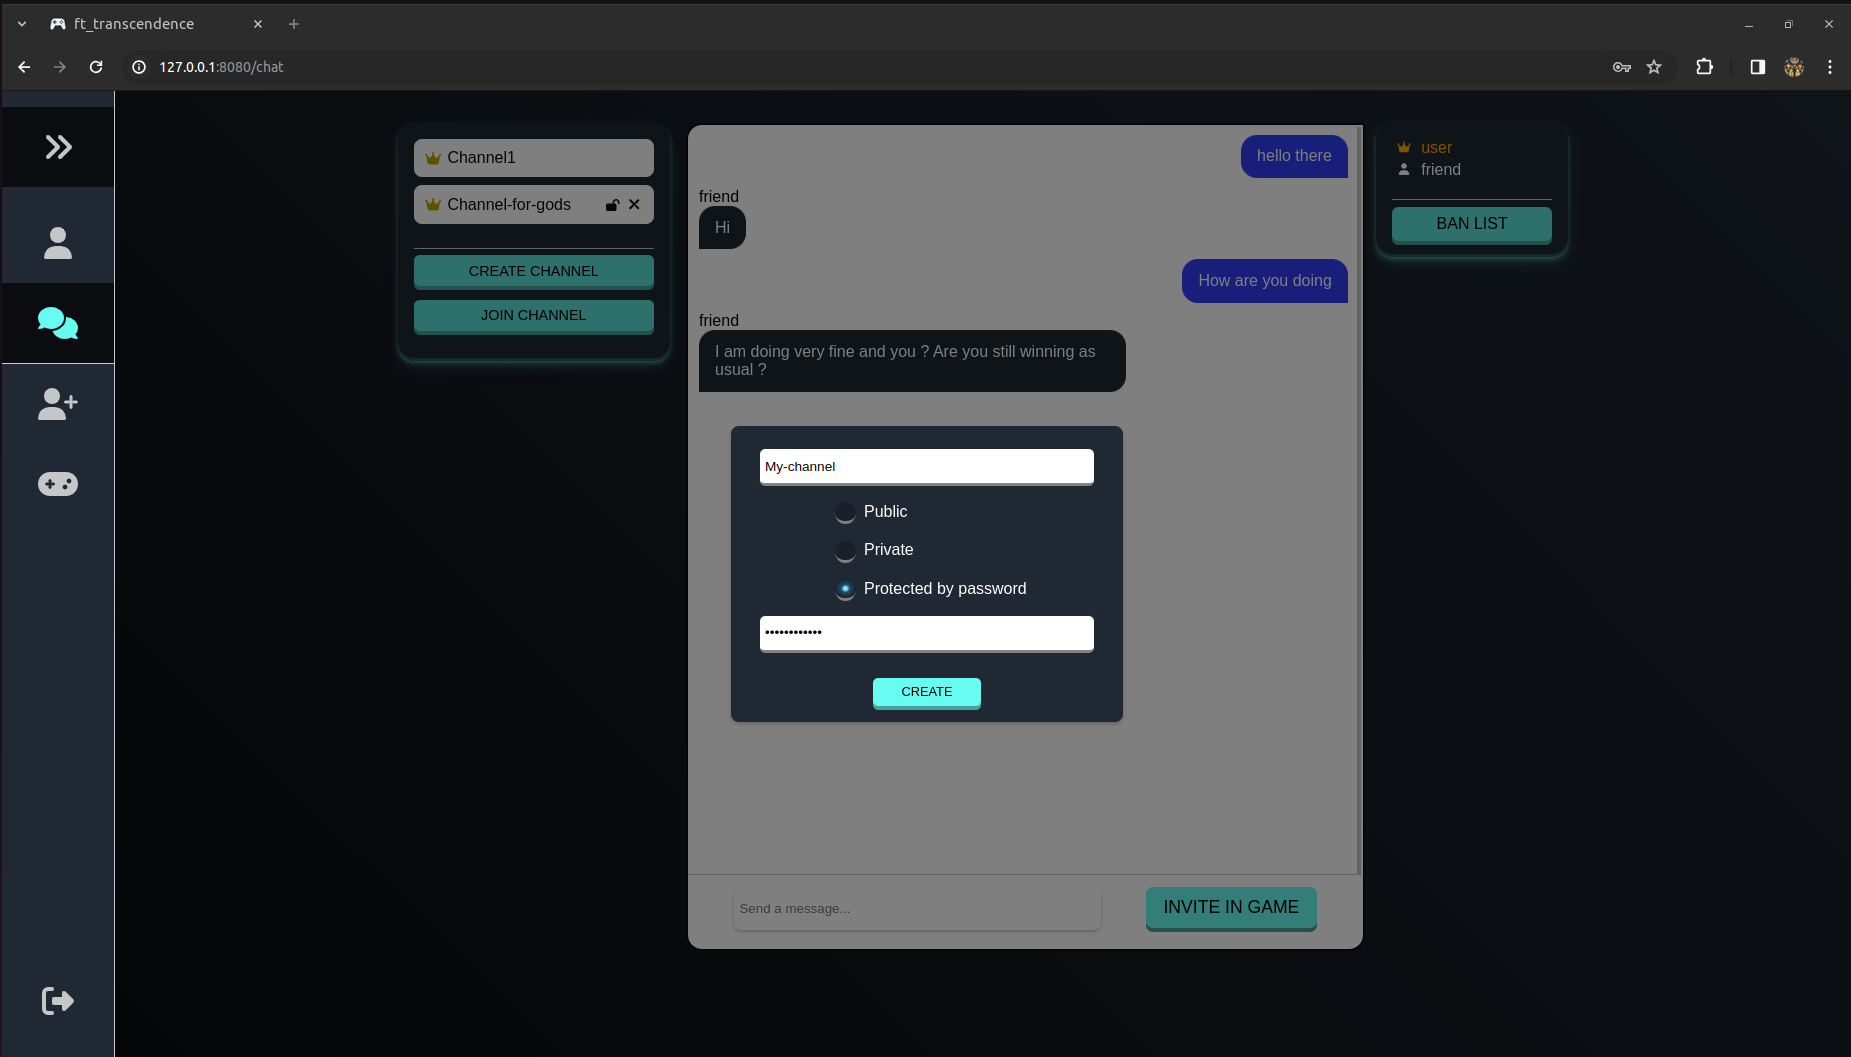 ft_transcendence
127.0.0.1:8080/chat
Channel1
Channel-for-gods
CREATE CHANNEL
JOIN CHANNEL
hello there
friend
Hi
How are you doing
friend
I am doing very fine and you ? Are you still winning as
usual ?
My-channel
Public
Private
Protected by password
••••••••••••
CREATE
Send a message...
INVITE IN GAME
user
friend
BAN LIST